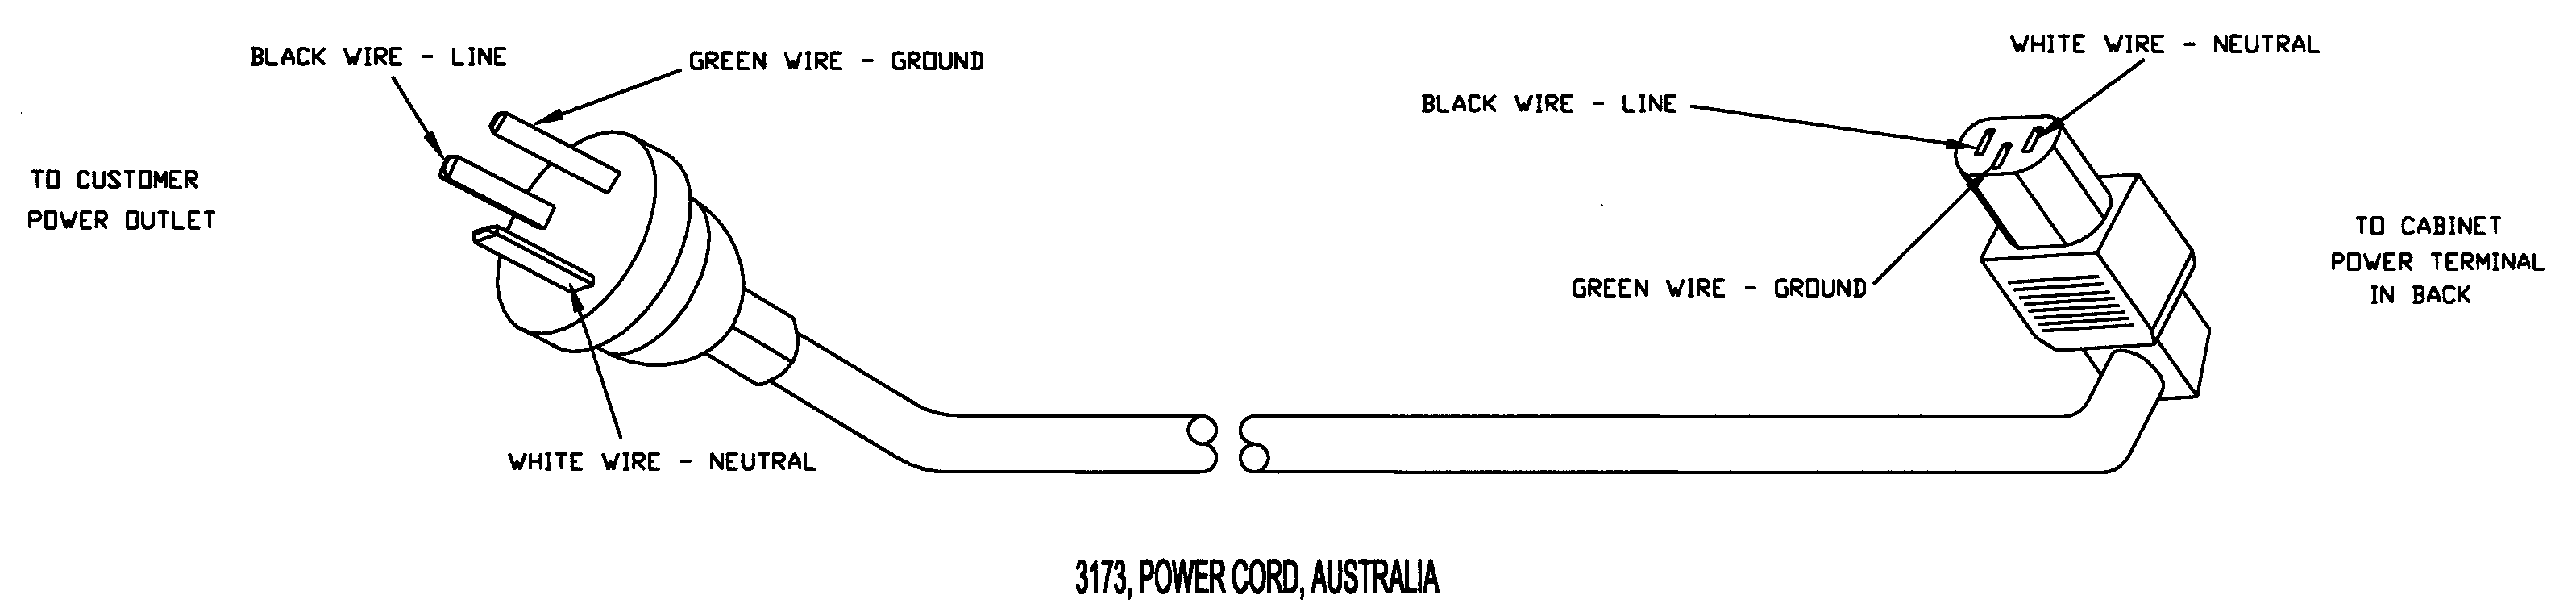 BLACK WIRE - LINE
GREEN WIRE - GROUND
TO CUSTOMER
POWER OUTLET
WHITE WIRE - NEUTRAL
WHITE WIRE - NEUTRAL
BLACK WIRE - LINE
GREEN WIRE - GROUND
TO CABINET
POWER TERMINAL
IN BACK
3173, POWER CORD, AUSTRALIA